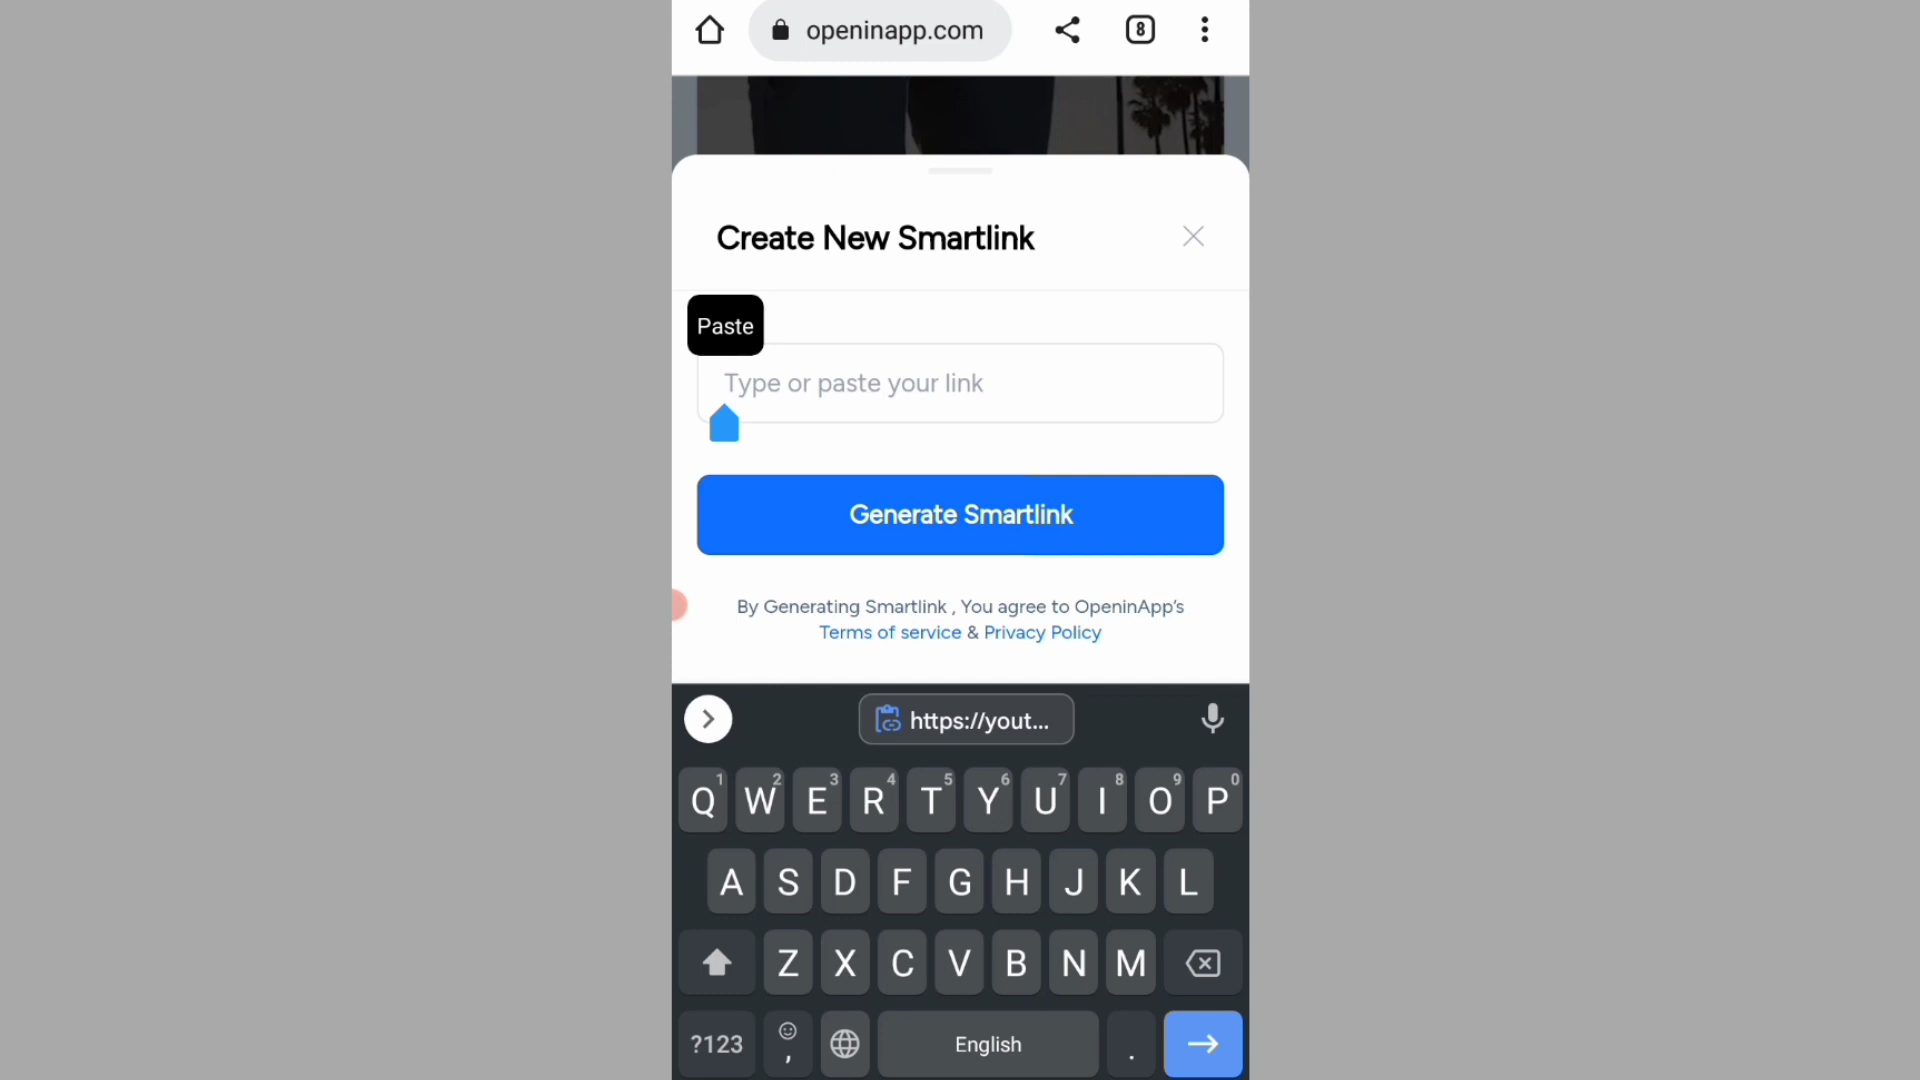 openinapp.com
8
Create New Smartlink
Paste
Type or paste your link
Generate Smartlink
By Generating Smartlink , You agree to OpeninApp's
Terms of service & Privacy Policy
https://yout...
Q1 W2 E3 R4 T5 Y6 U7 I8 O9 P0
A S D F G H J K L
Z X C V B N M
?123 , English .